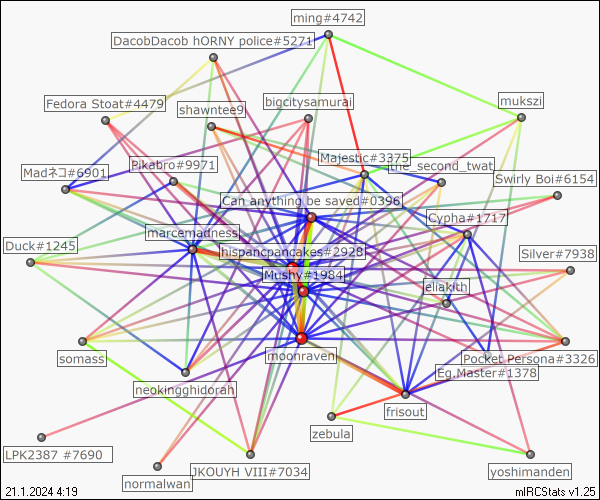 ming#4742
DacobDacob hORNY police#5271
bigcitysamurai
Fedora Stoat#4479
shawntee9
mukszi
Majestic#3375
Pikabro#9971
the_second_twat
Madネコ#6901
Swirly Boi#6154
Can anything be saved#0396
Cypha#1717
marcemadness
Duck#1245
hispancpancakes#2928
Silver#7938
Mushy#1984
eliakith
moonraven
somass
Pocket Persona#3326
Eg.Master#1378
neokingghidorah
frisout
zebula
LPK2387 #7690
JKOUYH VIII#7034
yoshimanden
normalwan
21.1.2024 4:19
mIRCStats v1.25